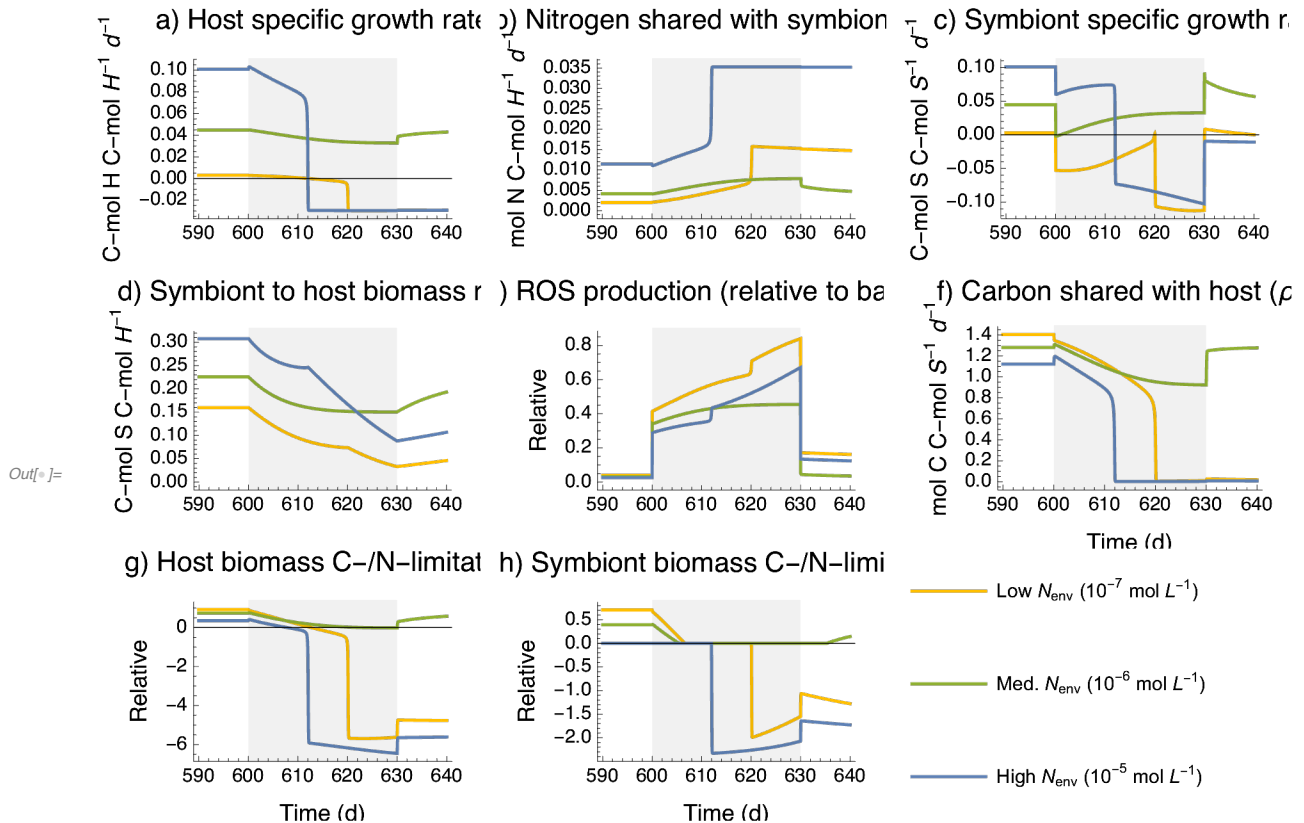 a) Host specific growth rate
) Nitrogen shared with symbion
c) Symbiont specific growth r
C−mol H C−mol H⁻¹ d⁻¹
0.10
0.08
0.06
0.04
0.02
0.00
−0.02
590 600 610 620 630 640
mol N C−mol H⁻¹ d⁻¹
0.035
0.030
0.025
0.020
0.015
0.010
0.005
0.000
590 600 610 620 630 640
C−mol S C−mol S⁻¹ d⁻¹
0.10
0.05
0.00
−0.05
−0.10
590 600 610 620 630 640
d) Symbiont to host biomass r
) ROS production (relative to ba
f) Carbon shared with host (ρ
C−mol S C−mol H⁻¹
0.30
0.25
0.20
0.15
0.10
0.05
0.00
590 600 610 620 630 640
Relative
0.8
0.6
0.4
0.2
0.0
590 600 610 620 630 640
mol C C−mol S⁻¹ d⁻¹
1.4
1.2
1.0
0.8
0.6
0.4
0.2
0.0
590 600 610 620 630 640
Time (d)
Out[ ]=
g) Host biomass C−/N−limitat
h) Symbiont biomass C−/N−limi
Relative
0
−2
−4
−6
590 600 610 620 630 640
Time (d)
Relative
0.5
0.0
−0.5
−1.0
−1.5
−2.0
590 600 610 620 630 640
Time (d)
Low Nenv (10⁻⁷ mol L⁻¹)
Med. Nenv (10⁻⁶ mol L⁻¹)
High Nenv (10⁻⁵ mol L⁻¹)